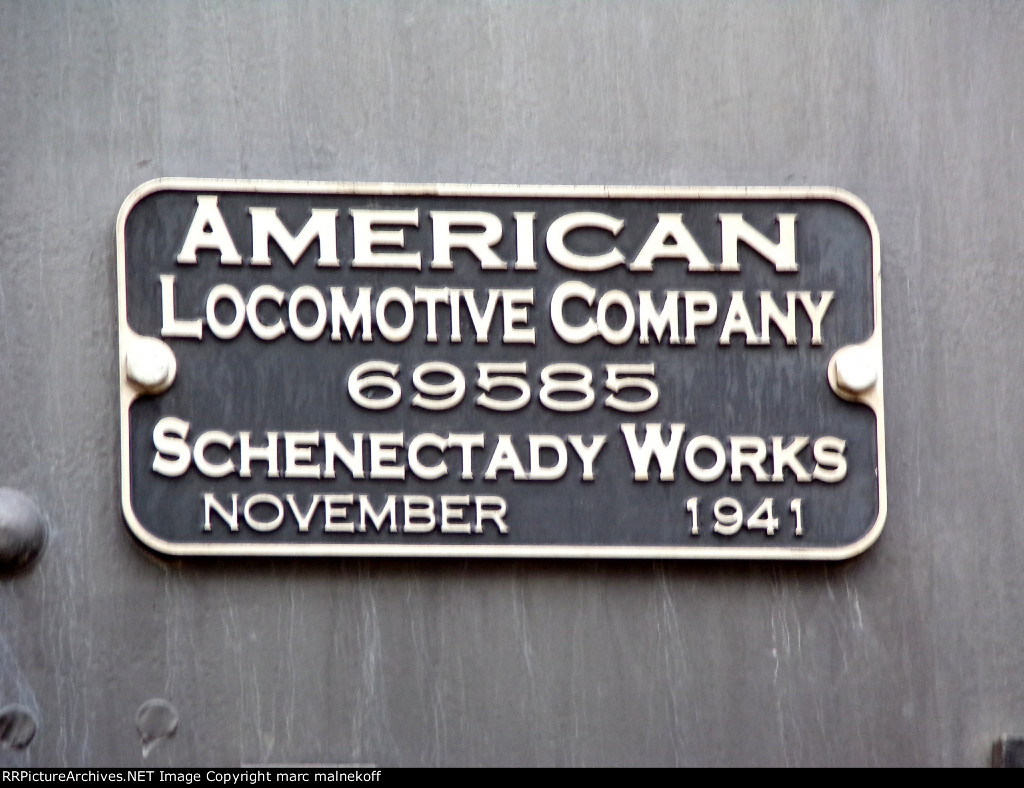 AMERICAN
LOCOMOTIVE COMPANY
69585
SCHENECTADY WORKS
NOVEMBER 1941
RRPictureArchives.NET Image Copyright marc malnekoff